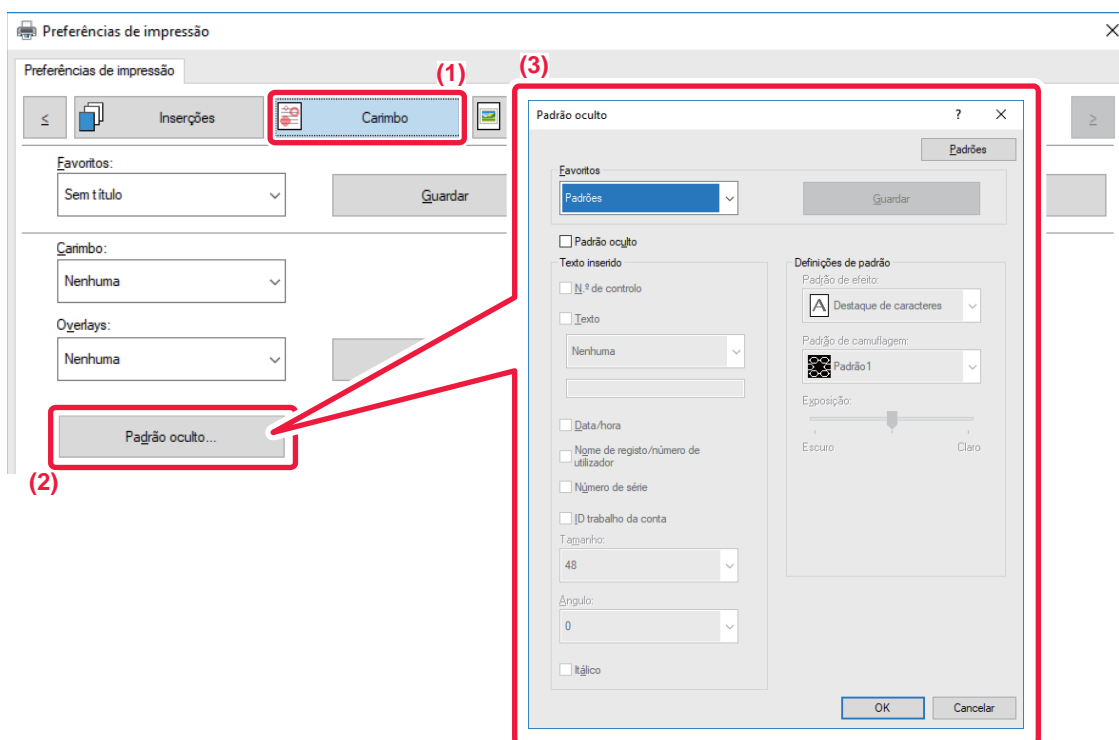 Preferências de impressão
Preferências de impressão
(1)
Inserções
Carimbo
Favoritos:
Sem título
Guardar
Carimbo:
Nenhuma
Overlays:
Nenhuma
Padrão oculto...
(2)
(3)
Padrão oculto
Padrões
Favoritos
Padrões
Guardar
Padrão oculto
Texto inserido
N.º de controlo
Texto
Nenhuma
Data/hora
Nome de registo/número de
utilizador
Número de série
ID trabalho da conta
Tamanho:
48
Ângulo:
0
Itálico
Definições de padrão
Padrão de efeito:
A Destaque de caracteres
Padrão de camuflagem:
Padrão1
Exposição:
Escuro Claro
OK Cancelar